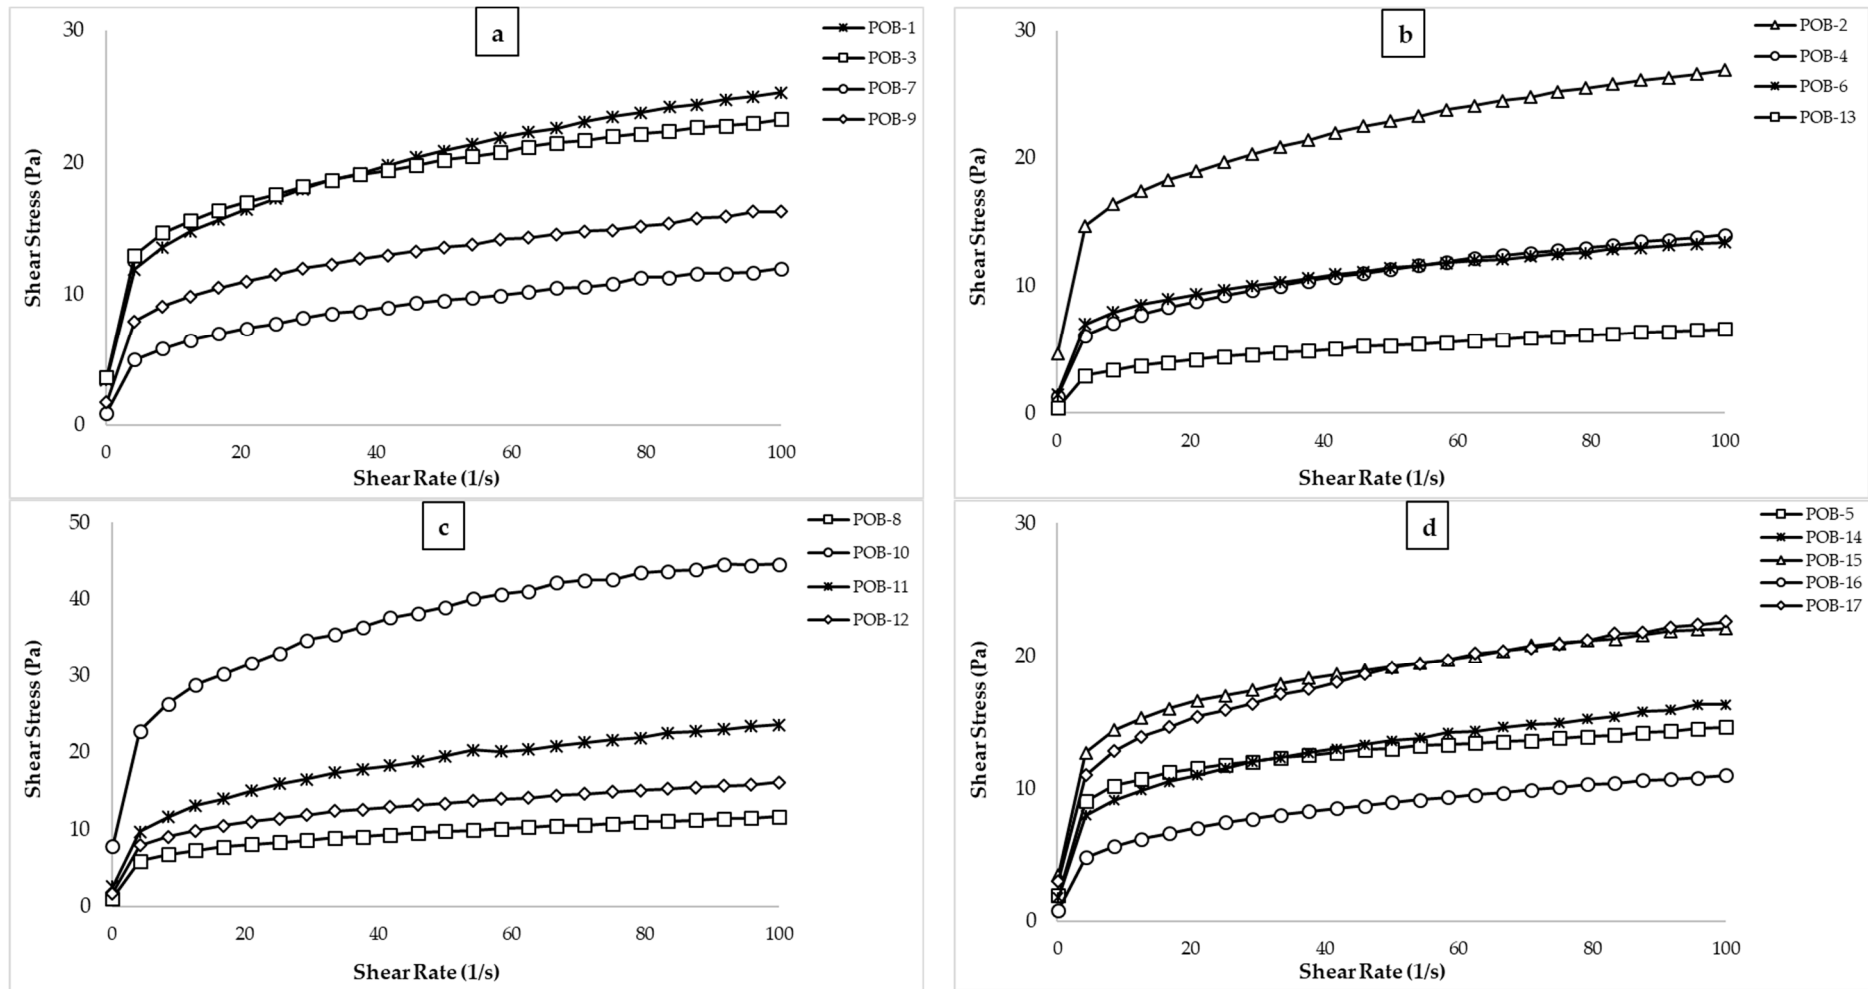 a
30
20
10
0
0 20 40 60 80 100
Shear Stress (Pa)
Shear Rate (1/s)
POB-1
POB-3
POB-7
POB-9
b
30
20
10
0
0 20 40 60 80 100
Shear Stress (Pa)
Shear Rate (1/s)
POB-2
POB-4
POB-6
POB-13
c
50
40
30
20
10
0
0 20 40 60 80 100
Shear Stress (Pa)
Shear Rate (1/s)
POB-8
POB-10
POB-11
POB-12
d
30
20
10
0
0 20 40 60 80 100
Shear Stress (Pa)
Shear Rate (1/s)
POB-5
POB-14
POB-15
POB-16
POB-17